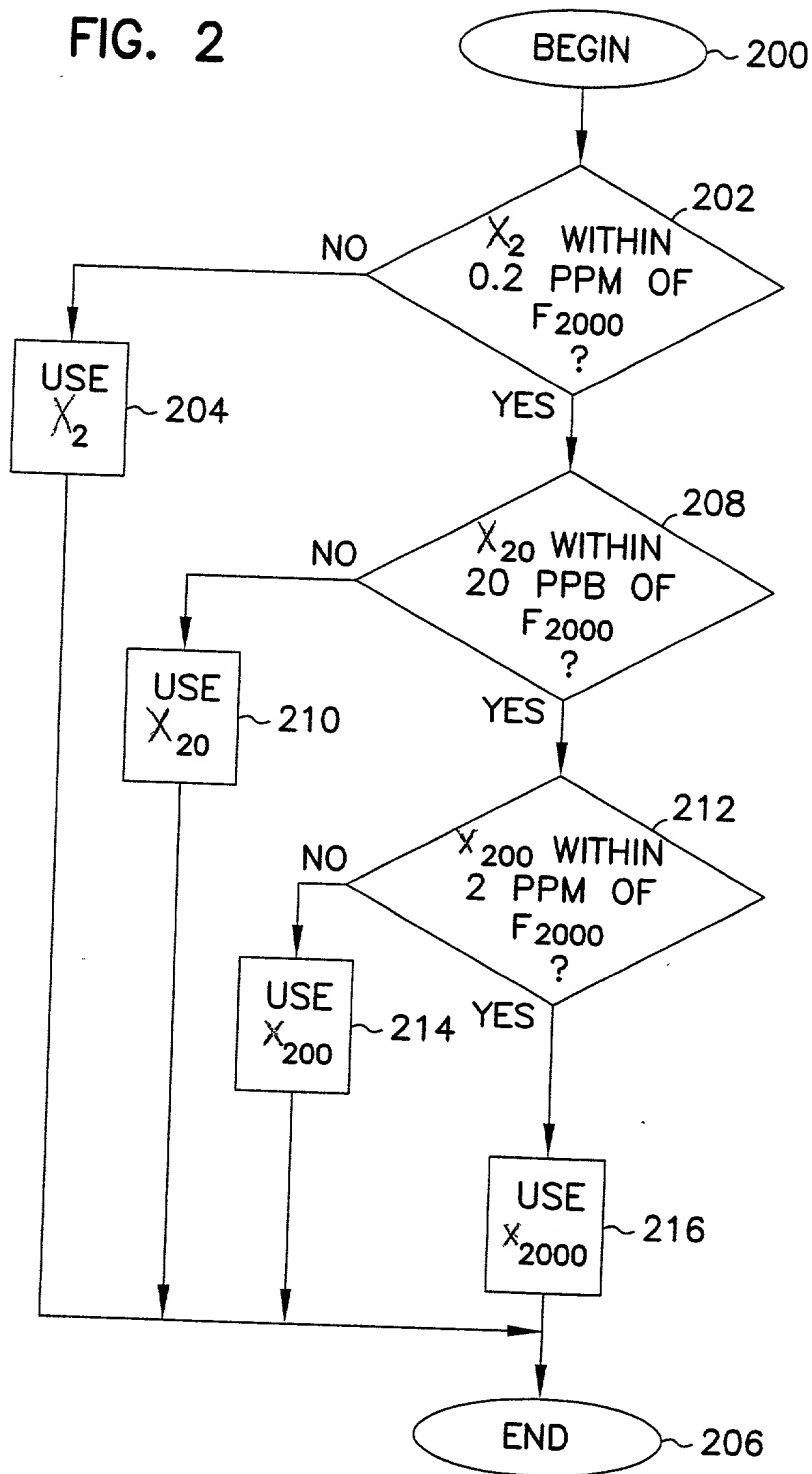 FIG. 2
BEGIN
200
202
X2 WITHIN
0.2 PPM OF
F2000
?
NO
YES
USE
X2
204
208
X20 WITHIN
20 PPB OF
F2000
?
NO
YES
USE
X20
210
212
X200 WITHIN
2 PPM OF
F2000
?
NO
YES
USE
X200
214
USE
X2000
216
END
206